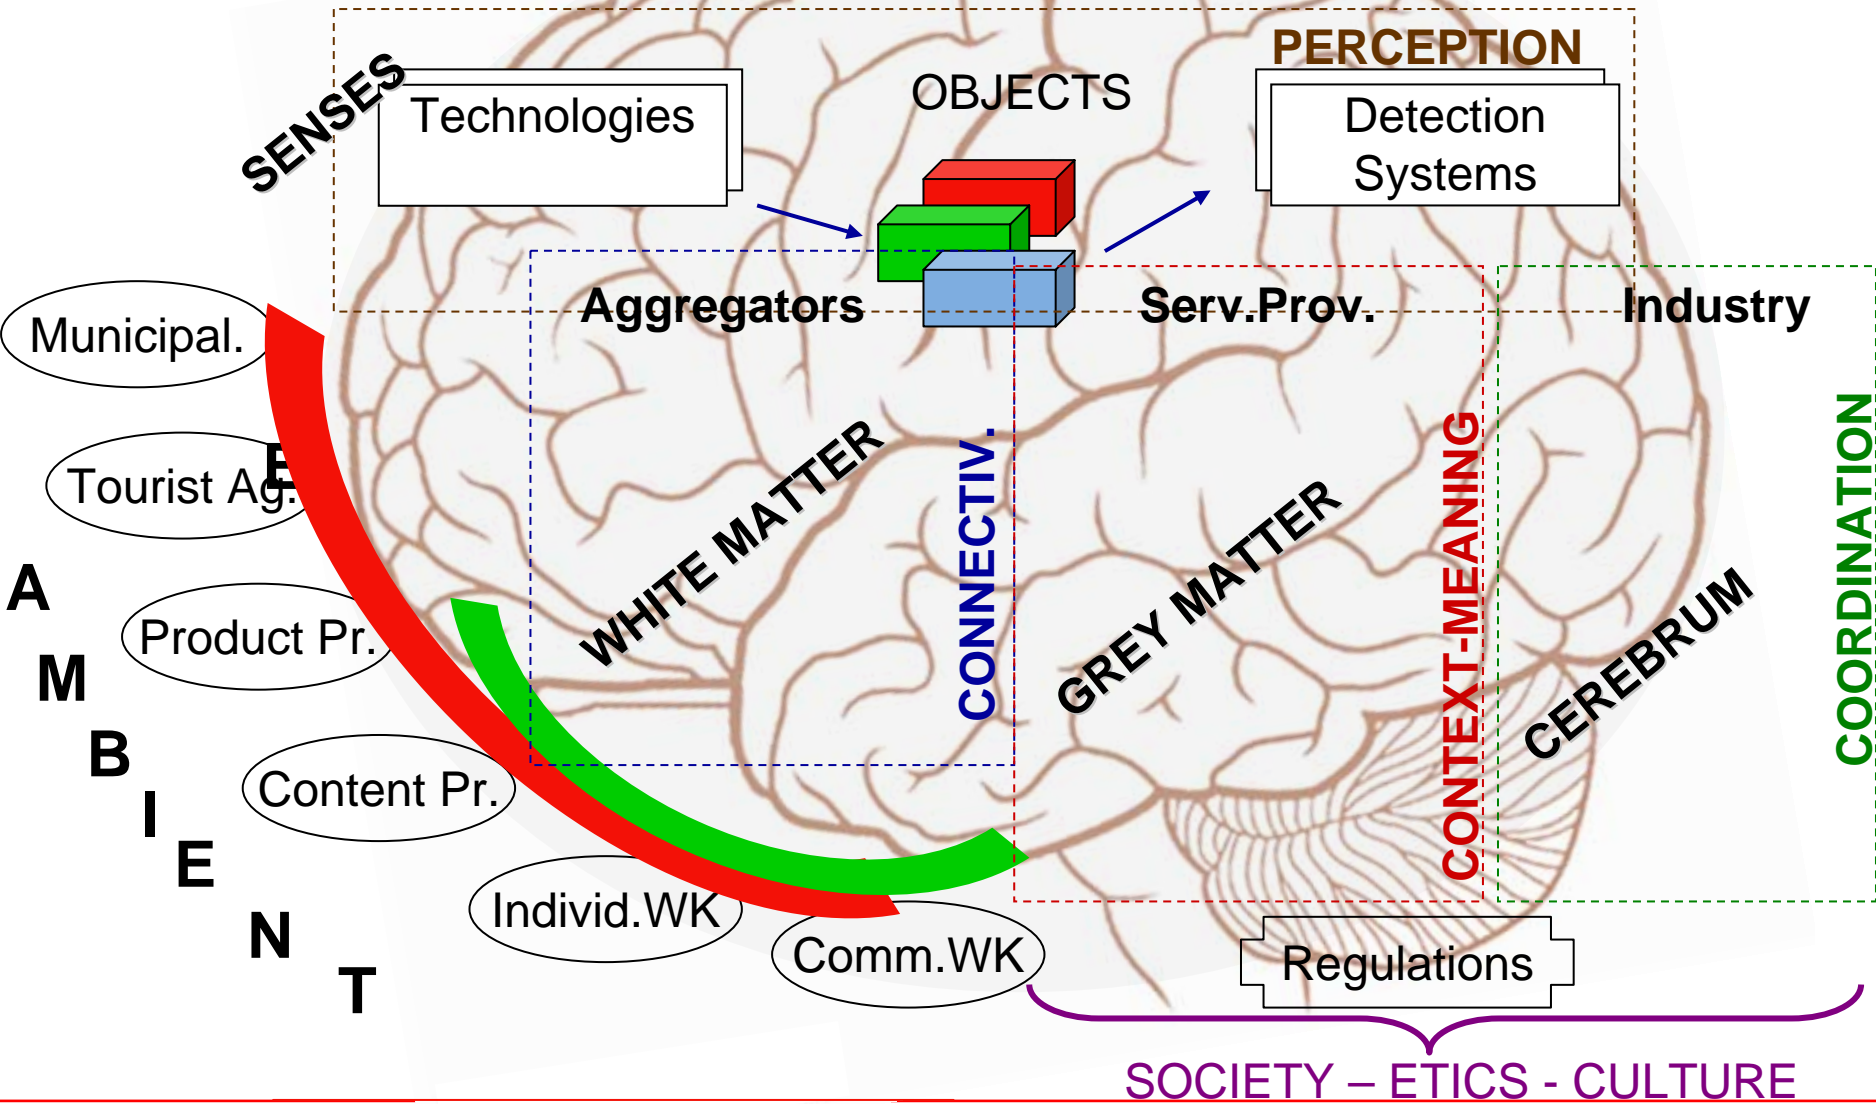 PERCEPTION
SENSES
Technologies
OBJECTS
Detection
Systems
Aggregators
Serv.Prov.
Industry
Municipal.
Tourist Ag.
E
Product Pr.
Content Pr.
Individ.WK
Comm.WK
A
M
B
I
E
N
T
WHITE MATTER
CONNECTIV.
GREY MATTER
CONTEXT-MEANING
CEREBRUM
COORDINATION
Regulations
SOCIETY – ETICS - CULTURE